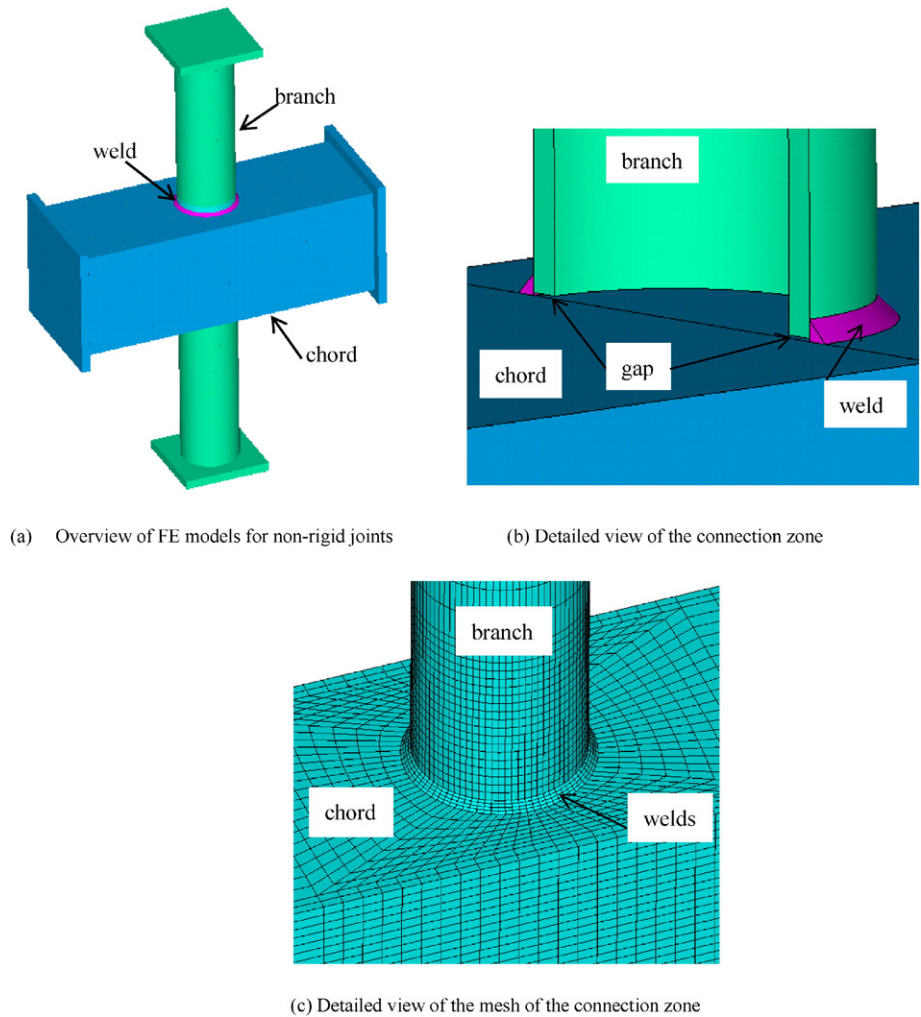 branch
weld
chord
branch
chord
gap
weld
(a) Overview of FE models for non-rigid joints
(b) Detailed view of the connection zone
branch
chord
welds
(c) Detailed view of the mesh of the connection zone